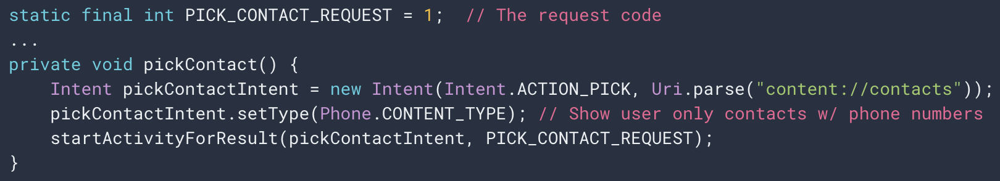 static final int PICK_CONTACT_REQUEST = 1;  // The request code
...
private void pickContact() {
    Intent pickContactIntent = new Intent(Intent.ACTION_PICK, Uri.parse("content://contacts"));
    pickContactIntent.setType(Phone.CONTENT_TYPE); // Show user only contacts w/ phone numbers
    startActivityForResult(pickContactIntent, PICK_CONTACT_REQUEST);
}